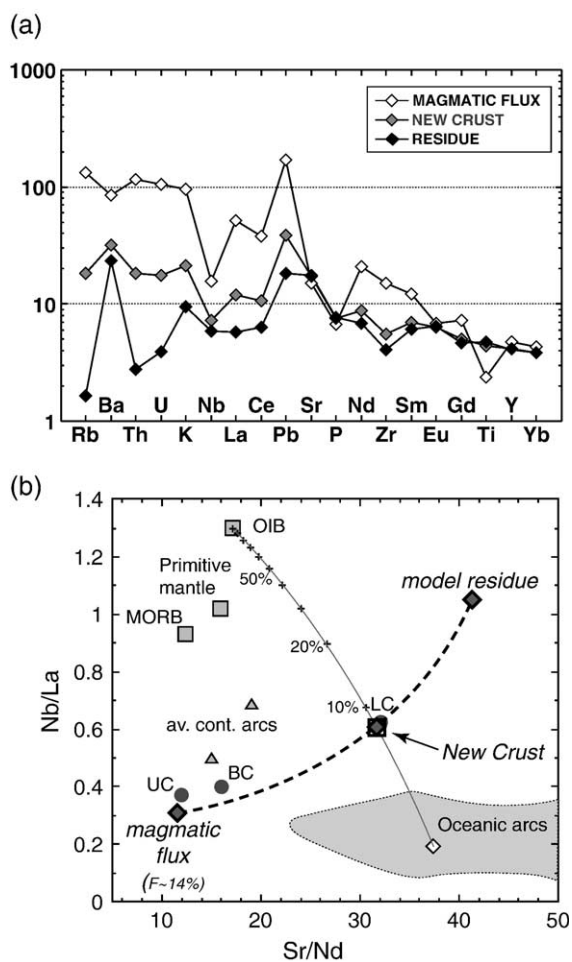 (a)
1000
100
10
1
MAGMATIC FLUX
NEW CRUST
RESIDUE
Ba U Nb Ce Sr Nd Sm Gd Y
Rb Th K La Pb P Zr Eu Ti Yb
(b)
1.4
1.2
1
0.8
0.6
0.4
0.2
0
Nb/La
OIB
Primitive
mantle
50%
model residue
MORB
20%
av. cont. arcs
10%
LC
New Crust
UC
BC
magmatic
flux
(F~14%)
Oceanic arcs
10 20 30 40 50
Sr/Nd